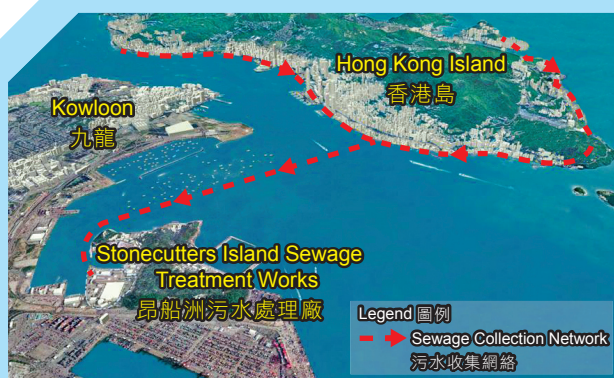 Hong Kong Island
香港島
Kowloon
九龍
Stonecutters Island Sewage
Treatment Works
昂船洲污水處理廠
Legend 圖例
Sewage Collection Network
污水收集網絡